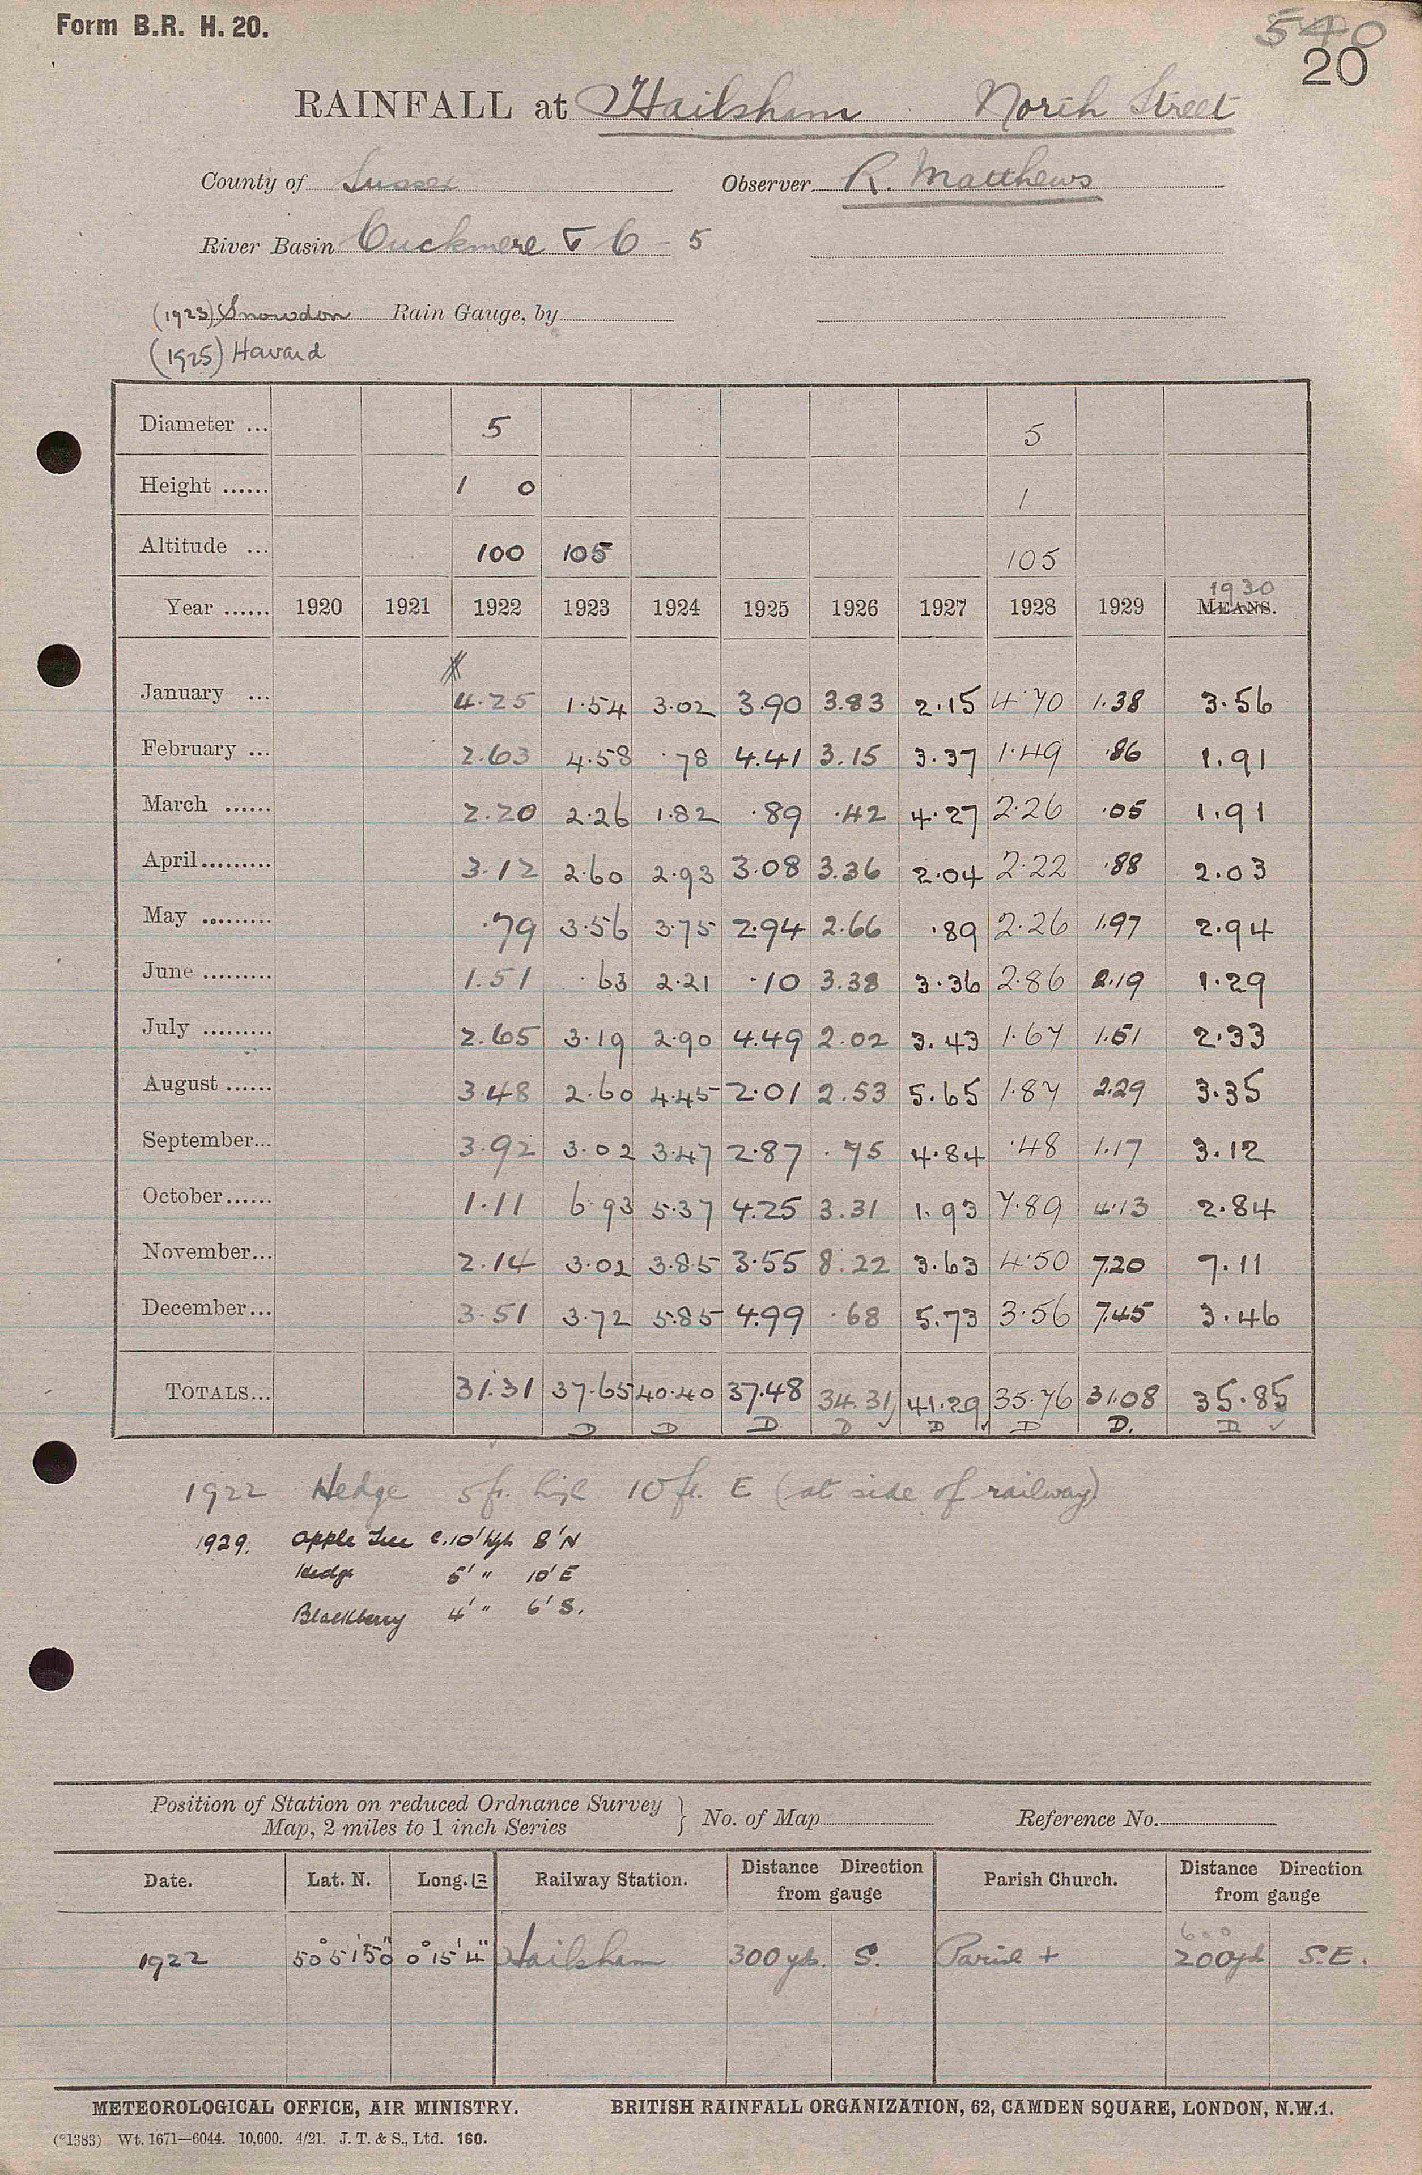 Form B.R. H. 20.
540
20
RAINFALL at Hailsham North Street
County of Sussex Observer R. Matthews
River Basin Cuckmere & C - 5
(1923) Snowdon Rain Gauge, by
(1925) Havard
Diameter ... 5 5
Height ...... 1 0 1
Altitude ... 100 105 105
1930
Year ...... 1920 1921 1922 1923 1924 1925 1926 1927 1928 1929 MEANS.
January ... 4.25 1.54 3.02 3.90 3.83 2.15 4.70 1.38 3.56
February ... 2.63 4.58 .78 4.41 3.15 3.37 1.49 .86 1.91
March ...... 2.20 2.26 1.82 .89 .42 4.27 2.26 .05 1.91
April......... 3.12 2.60 2.93 3.08 3.36 2.04 2.22 .88 2.03
May ......... .79 3.56 3.75 2.94 2.66 .89 2.26 1.97 2.94
June ......... 1.51 .63 2.21 .10 3.38 3.36 2.86 2.19 1.29
July ......... 2.65 3.19 2.90 4.49 2.02 3.43 1.67 1.51 2.33
August ...... 3.48 2.60 4.45 2.01 2.53 5.65 1.87 2.29 3.35
September... 3.92 3.02 3.47 2.87 .75 4.84 .48 1.17 3.12
October...... 1.11 6.93 5.37 4.25 3.31 1.93 7.89 4.13 2.84
November... 2.14 3.02 3.85 3.55 8.22 3.63 4.50 7.20 7.11
December... 3.51 3.72 5.85 4.99 .68 5.73 3.56 7.45 3.46
TOTALS... 31.31 37.65 40.40 37.48 34.31 41.29 35.76 31.08 35.85
D D D D D D D. D
1922 Hedge 5 ft. high 10 ft. E (at side of railway)
1929. Apple Tree c. 10' high 8' N
Hedge 5' " 10' E
Blackberry 4' " 6' S.
Position of Station on reduced Ordnance Survey
Map, 2 miles to 1 inch Series } No. of Map Reference No.
Date. Lat. N. Long. E Railway Station. Distance Direction from gauge Parish Church. Distance Direction from gauge
600
1922 50° 51' 50" 0° 15' 4" Hailsham 300 yds. S. Parish + 200 yds S.E.
METEOROLOGICAL OFFICE, AIR MINISTRY. BRITISH RAINFALL ORGANIZATION, 62, CAMDEN SQUARE, LONDON, N.W.1.
(*1383) Wt. 1671—6044. 10,000. 4/21. J. T. & S., Ltd. 160.